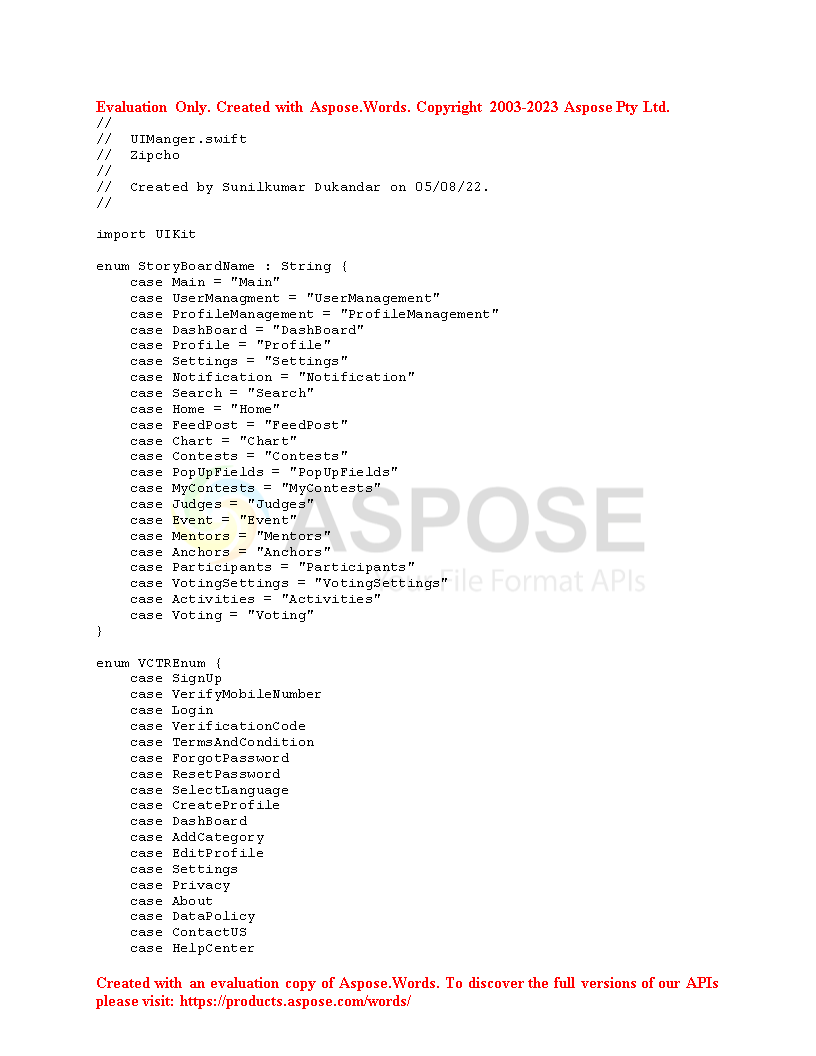 Evaluation Only. Created with Aspose.Words. Copyright 2003-2023 Aspose Pty Ltd.
//
//  UIManger.swift
//  Zipcho
//
//  Created by Sunilkumar Dukandar on 05/08/22.
//

import UIKit

enum StoryBoardName : String {
    case Main = "Main"
    case UserManagment = "UserManagement"
    case ProfileManagement = "ProfileManagement"
    case DashBoard = "DashBoard"
    case Profile = "Profile"
    case Settings = "Settings"
    case Notification = "Notification"
    case Search = "Search"
    case Home = "Home"
    case FeedPost = "FeedPost"
    case Chart = "Chart"
    case Contests = "Contests"
    case PopUpFields = "PopUpFields"
    case MyContests = "MyContests"
    case Judges = "Judges"
    case Event = "Event"
    case Mentors = "Mentors"
    case Anchors = "Anchors"
    case Participants = "Participants"
    case VotingSettings = "VotingSettings"
    case Activities = "Activities"
    case Voting = "Voting"
}
ASPOSE
File Format APIs

enum VCTREnum {
    case SignUp
    case VerifyMobileNumber
    case Login
    case VerificationCode
    case TermsAndCondition
    case ForgotPassword
    case ResetPassword
    case SelectLanguage
    case CreateProfile
    case DashBoard
    case AddCategory
    case EditProfile
    case Settings
    case Privacy
    case About
    case DataPolicy
    case ContactUS
    case HelpCenter

Created with an evaluation copy of Aspose.Words. To discover the full versions of our APIs
please visit: https://products.aspose.com/words/